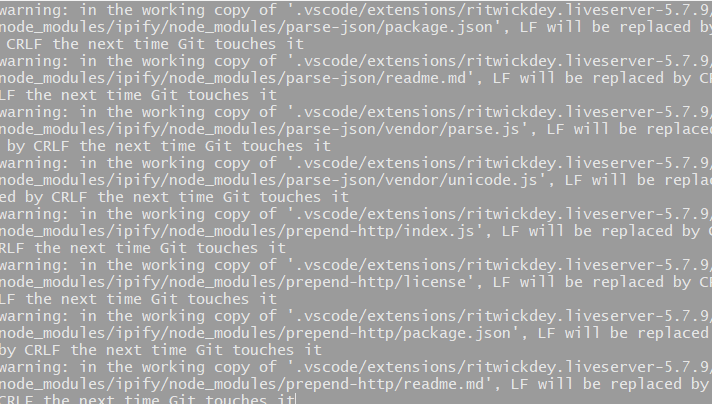 warning: in the working copy of '.vscode/extensions/ritwickdey.liveserver-5.7.9/
node_modules/ipify/node_modules/parse-json/package.json', LF will be replaced by
 CRLF the next time Git touches it
warning: in the working copy of '.vscode/extensions/ritwickdey.liveserver-5.7.9/
node_modules/ipify/node_modules/parse-json/readme.md', LF will be replaced by CR
LF the next time Git touches it
warning: in the working copy of '.vscode/extensions/ritwickdey.liveserver-5.7.9/
node_modules/ipify/node_modules/parse-json/vendor/parse.js', LF will be replaced
 by CRLF the next time Git touches it
warning: in the working copy of '.vscode/extensions/ritwickdey.liveserver-5.7.9/
node_modules/ipify/node_modules/parse-json/vendor/unicode.js', LF will be replac
ed by CRLF the next time Git touches it
warning: in the working copy of '.vscode/extensions/ritwickdey.liveserver-5.7.9/
node_modules/ipify/node_modules/prepend-http/index.js', LF will be replaced by C
RLF the next time Git touches it
warning: in the working copy of '.vscode/extensions/ritwickdey.liveserver-5.7.9/
node_modules/ipify/node_modules/prepend-http/license', LF will be replaced by CR
LF the next time Git touches it
warning: in the working copy of '.vscode/extensions/ritwickdey.liveserver-5.7.9/
node_modules/ipify/node_modules/prepend-http/package.json', LF will be replaced
by CRLF the next time Git touches it
warning: in the working copy of '.vscode/extensions/ritwickdey.liveserver-5.7.9/
node_modules/ipify/node_modules/prepend-http/readme.md', LF will be replaced by
CRLF the next time Git touches it